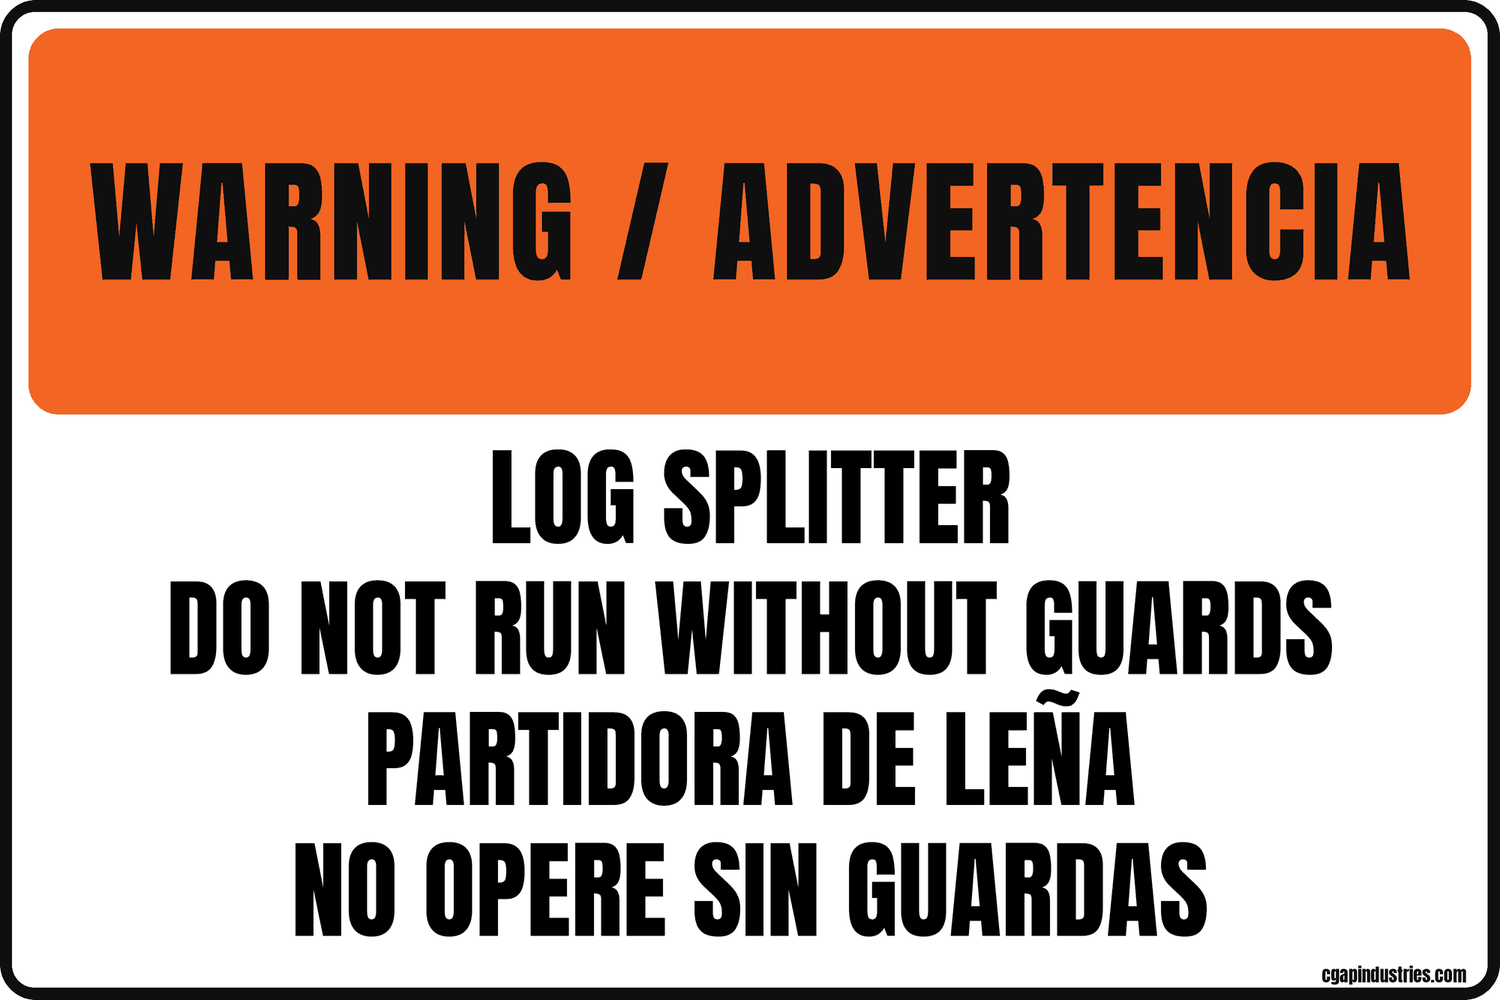 WARNING / ADVERTENCIA
LOG SPLITTER
DO NOT RUN WITHOUT GUARDS
PARTIDORA DE LEÑA
NO OPERE SIN GUARDAS
cgapindustries.com